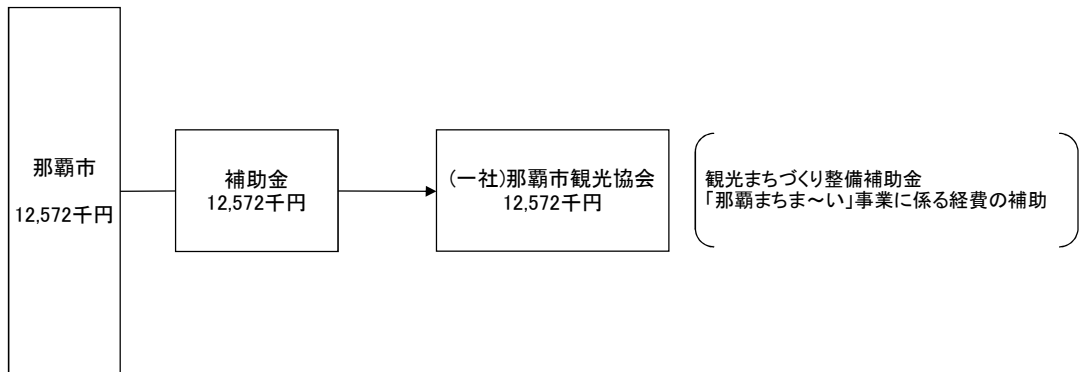 那覇市
12,572千円
補助金
12,572千円
(一社)那覇市観光協会
12,572千円
観光まちづくり整備補助金
「那覇まちま～い」事業に係る経費の補助